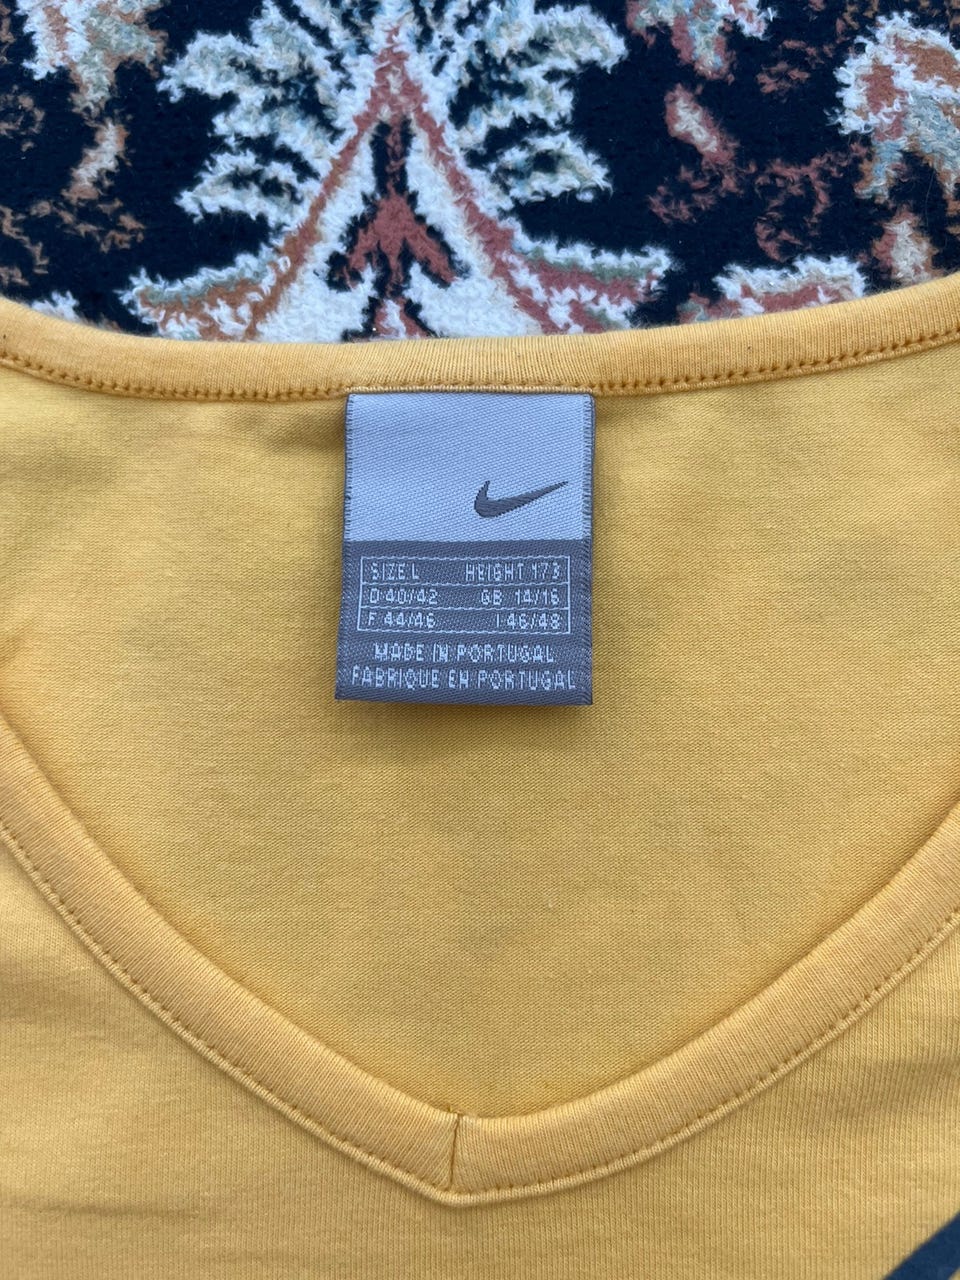 SIZE L HEIGHT 173
D 40/42 GB 14/16
F 44/46 I 46/48
MADE IN PORTUGAL
FABRIQUE EN PORTUGAL